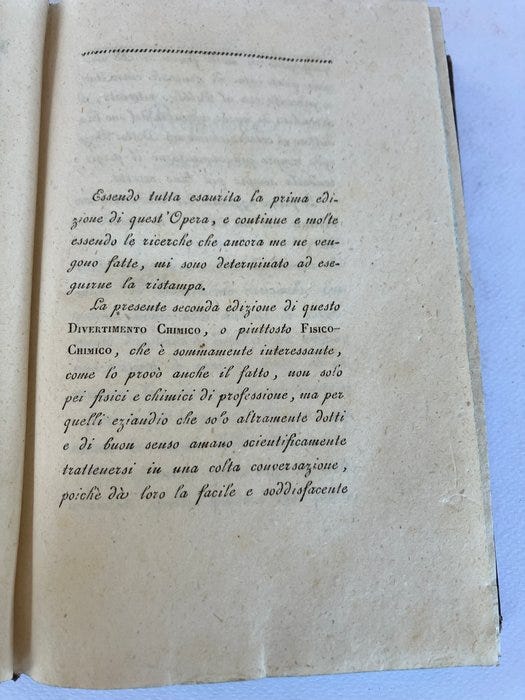 Essendo tutta esaurita la prima edi-
zione di quest'Opera, e continue e molte
essendo le ricerche che ancora me ne ven-
gono fatte, mi sono determinato ad ese-
guirne la ristampa.
La presente seconda edizione di questo
DIVERTIMENTO CHIMICO, o piuttosto FISICO-
CHIMICO, che è sommamente interessante,
come lo provò anche il fatto, non solo
pei fisici e chimici di professione, ma per
quelli eziandio che solo altramente dotti
e di buon senso amano scientificamente
trattenersi in una colta conversazione,
poichè dà loro la facile e soddisfacente